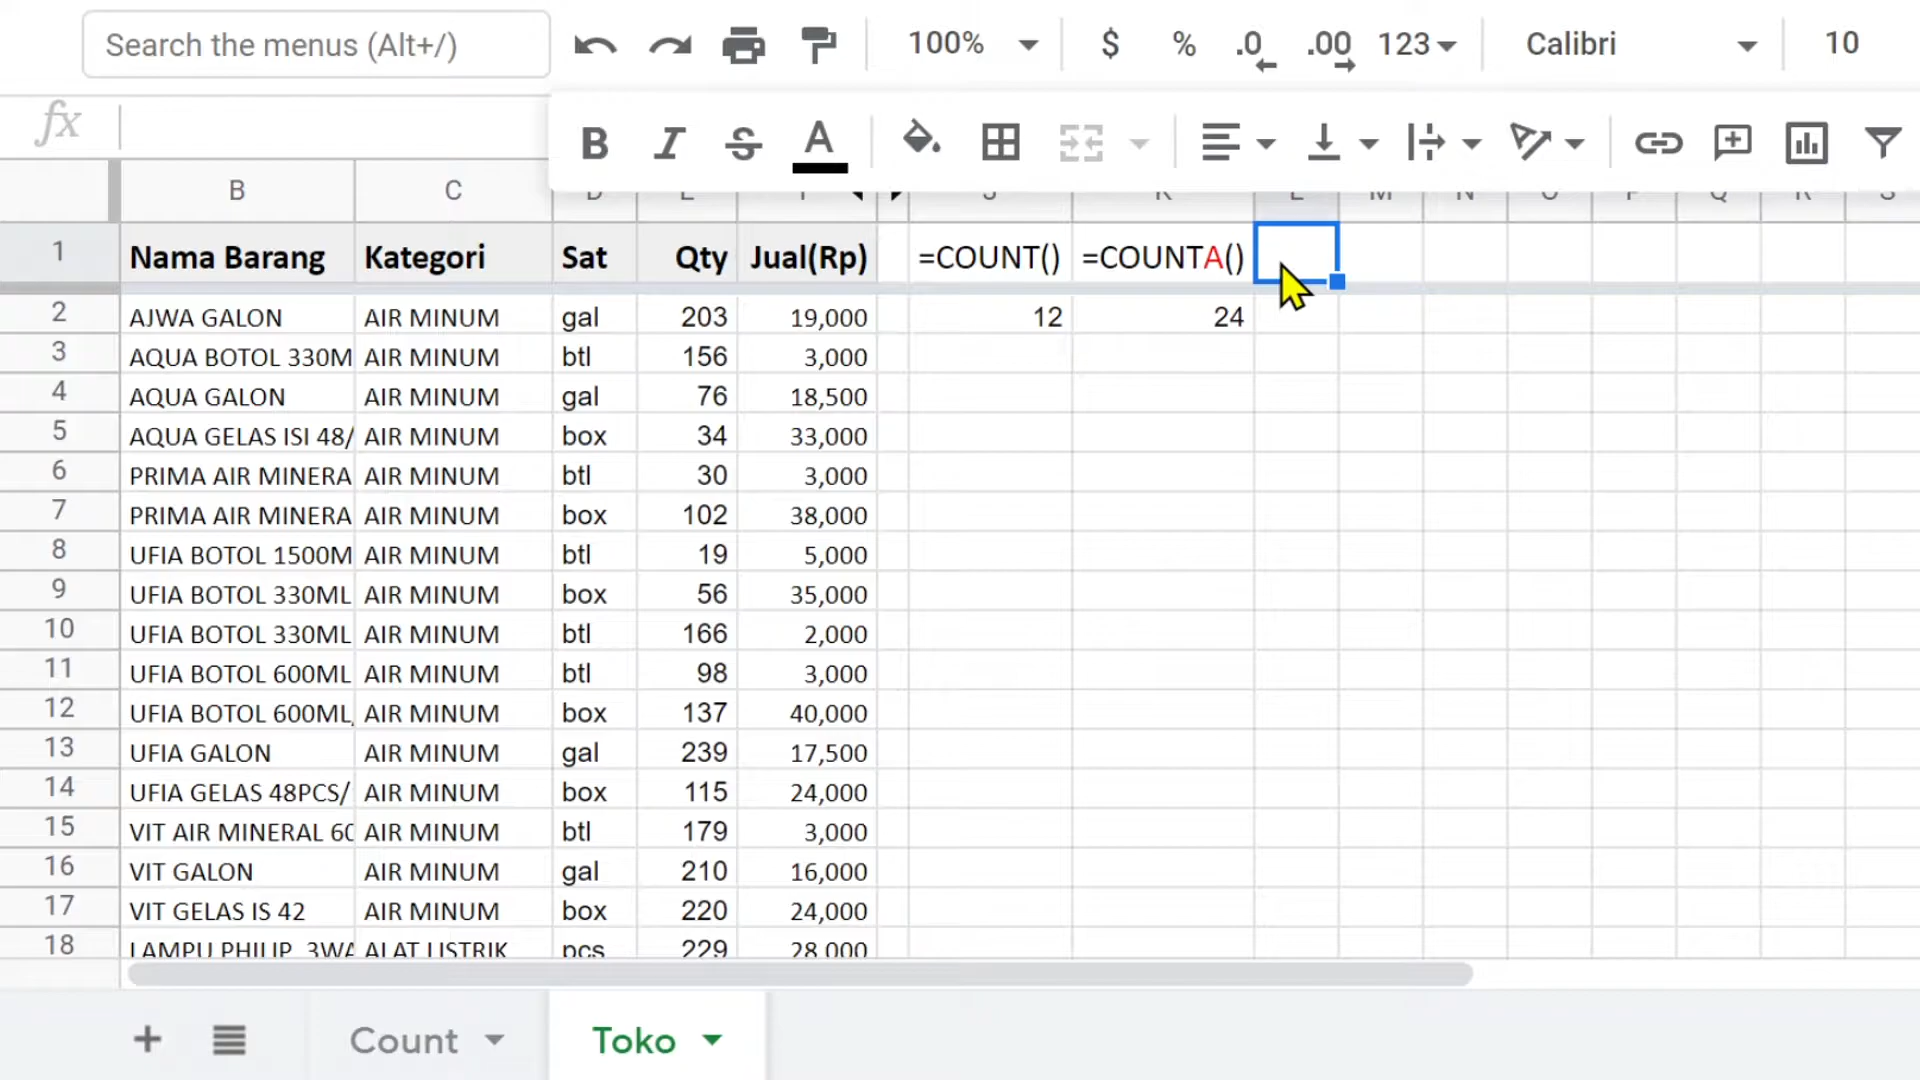 Search the menus (Alt+/) 100% $ % .0 .00 123 Calibri 10
fx B I S A
B C D E F J K L M N O P Q R S
1 Nama Barang Kategori Sat Qty Jual(Rp) =COUNT() =COUNTA()
2 AJWA GALON AIR MINUM gal 203 19,000 12 24
3 AQUA BOTOL 330M AIR MINUM btl 156 3,000
4 AQUA GALON AIR MINUM gal 76 18,500
5 AQUA GELAS ISI 48/ AIR MINUM box 34 33,000
6 PRIMA AIR MINERA AIR MINUM btl 30 3,000
7 PRIMA AIR MINERA AIR MINUM box 102 38,000
8 UFIA BOTOL 1500M AIR MINUM btl 19 5,000
9 UFIA BOTOL 330ML AIR MINUM box 56 35,000
10 UFIA BOTOL 330ML AIR MINUM btl 166 2,000
11 UFIA BOTOL 600ML AIR MINUM btl 98 3,000
12 UFIA BOTOL 600ML, AIR MINUM box 137 40,000
13 UFIA GALON AIR MINUM gal 239 17,500
14 UFIA GELAS 48PCS/ AIR MINUM box 115 24,000
15 VIT AIR MINERAL 60 AIR MINUM btl 179 3,000
16 VIT GALON AIR MINUM gal 210 16,000
17 VIT GELAS IS 42 AIR MINUM box 220 24,000
18 LAMPU PHILIP 3WA ALAT LISTRIK pcs 229 28,000
+ Count Toko